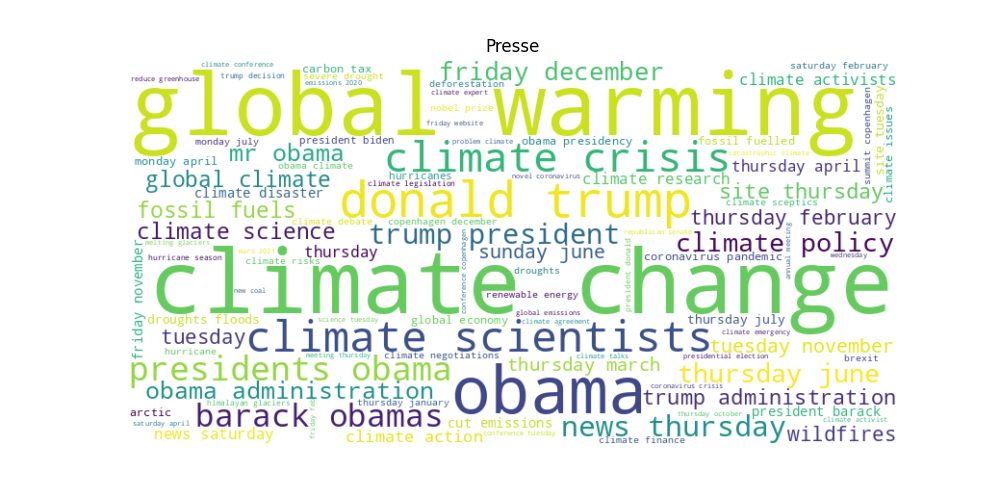 Presse
climate conference
carbon tax
friday december
saturday february
reduce greenhouse
trump decision
severe drought
emissions 2020
deforestation
climate activists
global warming
climate expert
nobel prize
friday website
summit copenhagen
site tuesday
climate issues
monday july
president biden
problem climate
obama presidency
fossil fuelled
monday april
mr obama
obama climate
climate crisis
catastrophic climate
thursday april
global climate
hurricanes
climate legislation
novel coronavirus
climate research
climate disaster
donald trump
site thursday
fossil fuels
climate debate
copenhagen december
climate sceptics
thursday february
climate science
trump president
republican senate
climate policy
melting glaciers
mars 2021
thursday
sunday june
coronavirus pandemic
annual meeting
wednesday
hurricane season
climate risks
conference copenhagen
droughts
president donald
friday november
climate change
new coal
renewable energy
global emissions
droughts floods
science tuesday
global economy
climate agreement
thursday july
climate emergency
tuesday
climate scientists
tuesday november
hurricane
meeting thursday
climate negotiations
climate talks
presidential election
brexit
presidents obama
thursday march
thursday june
obama administration
obama
coronavirus crisis
trump administration
himalayan glaciers
thursday january
arctic
barack obamas
thursday october
president barack
saturday april
cut emissions
news thursday
climate activist
news saturday
climate action
conference tuesday
climate finance
wildfires